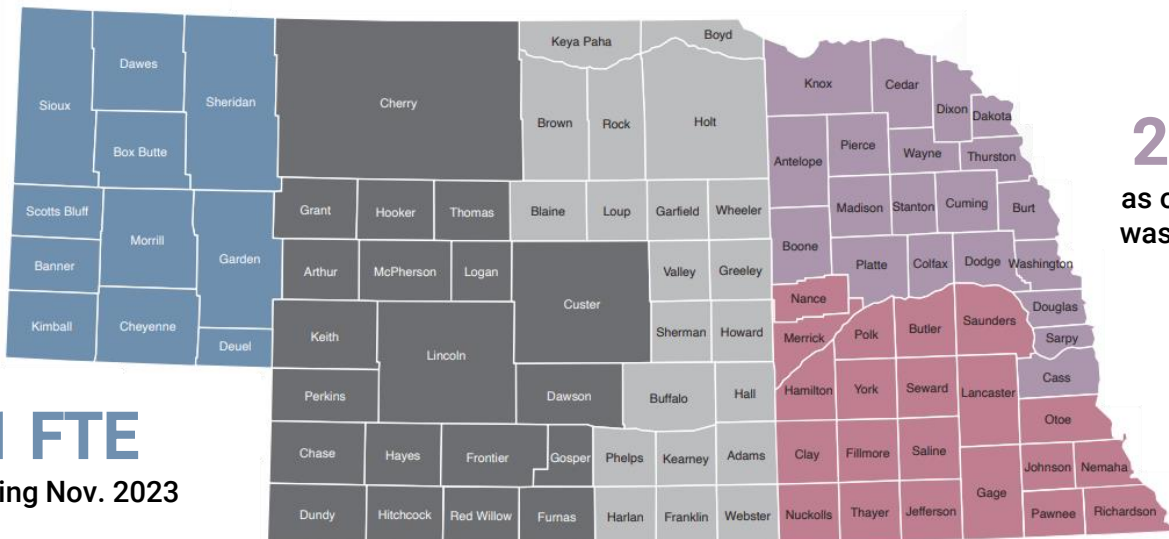 Keya Paha
Boyd
Dawes
Sioux
Sheridan
Cherry
Knox
Cedar
Dixon
Dakota
Brown
Rock
Holt
Box Butte
Antelope
Pierce
Wayne
Thurston
Scotts Bluff
Morrill
Garden
Grant
Hooker
Thomas
Blaine
Loup
Garfield
Wheeler
Madison
Stanton
Cuming
Burt
Banner
Arthur
McPherson
Logan
Custer
Valley
Greeley
Boone
Platte
Colfax
Dodge
Washington
Kimball
Cheyenne
Deuel
Keith
Lincoln
Sherman
Howard
Nance
Merrick
Polk
Butler
Saunders
Douglas
Sarpy
Perkins
Dawson
Buffalo
Hall
Hamilton
York
Seward
Lancaster
Cass
Otoe
Chase
Hayes
Frontier
Gosper
Phelps
Kearney
Adams
Clay
Fillmore
Saline
Gage
Johnson
Nemaha
Dundy
Hitchcock
Red Willow
Furnas
Harlan
Franklin
Webster
Nuckolls
Thayer
Jefferson
Pawnee
Richardson
2
as
was
FTE
ing Nov. 2023